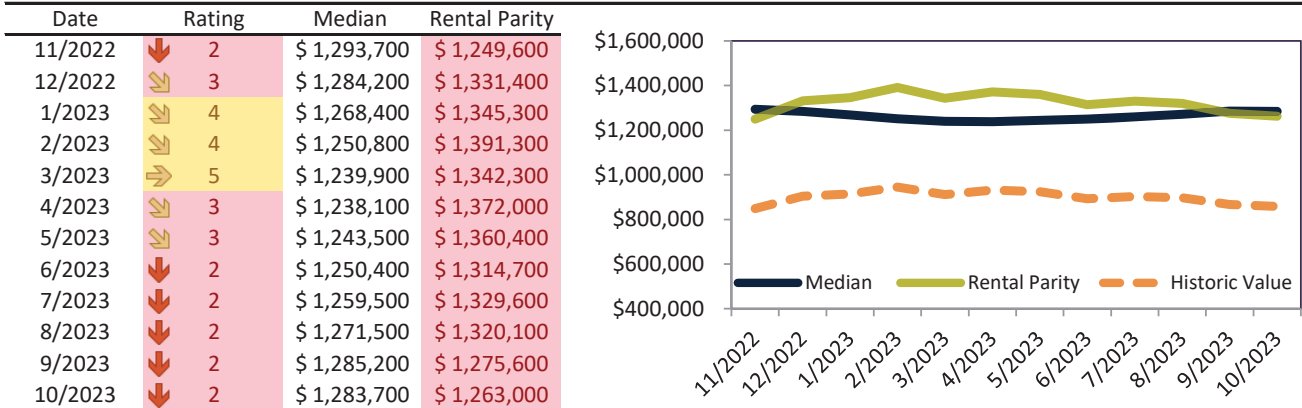 Date Rating Median Rental Parity
11/2022 2 $ 1,293,700 $ 1,249,600
12/2022 3 $ 1,284,200 $ 1,331,400
1/2023 4 $ 1,268,400 $ 1,345,300
2/2023 4 $ 1,250,800 $ 1,391,300
3/2023 5 $ 1,239,900 $ 1,342,300
4/2023 3 $ 1,238,100 $ 1,372,000
5/2023 3 $ 1,243,500 $ 1,360,400
6/2023 2 $ 1,250,400 $ 1,314,700
7/2023 2 $ 1,259,500 $ 1,329,600
8/2023 2 $ 1,271,500 $ 1,320,100
9/2023 2 $ 1,285,200 $ 1,275,600
10/2023 2 $ 1,283,700 $ 1,263,000
$1,600,000
$1,400,000
$1,200,000
$1,000,000
$800,000
$600,000
$400,000
Median Rental Parity Historic Value
11/2022 12/2022 1/2023 2/2023 3/2023 4/2023 5/2023 6/2023 7/2023 8/2023 9/2023 10/2023